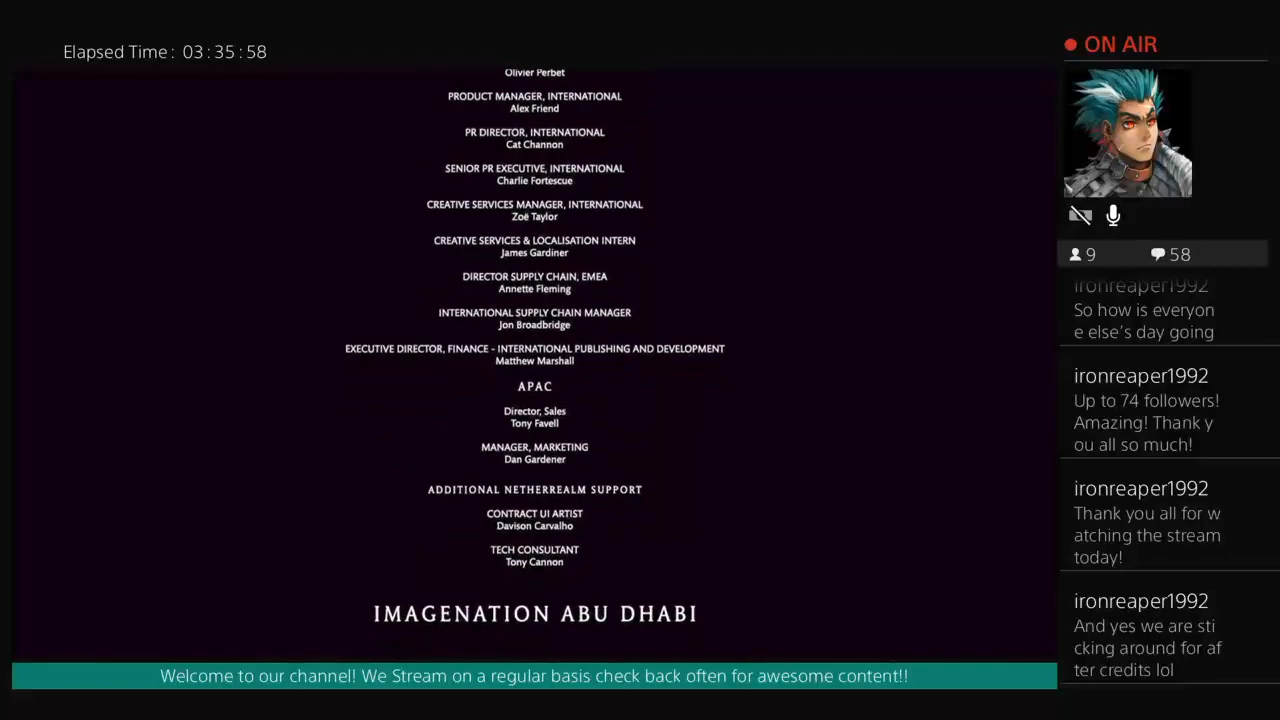 Elapsed Time: 03:35:58
ON AIR
Olivier Perbet
PRODUCT MANAGER, INTERNATIONAL
Alex Friend
PR DIRECTOR, INTERNATIONAL
Cat Channon
SENIOR PR EXECUTIVE, INTERNATIONAL
Charlie Fortescue
CREATIVE SERVICES MANAGER, INTERNATIONAL
Zoë Taylor
CREATIVE SERVICES & LOCALISATION INTERN
James Gardiner
DIRECTOR SUPPLY CHAIN, EMEA
Annette Fleming
INTERNATIONAL SUPPLY CHAIN MANAGER
Jon Broadbridge
EXECUTIVE DIRECTOR, FINANCE - INTERNATIONAL PUBLISHING AND DEVELOPMENT
Matthew Marshall
APAC
Director, Sales
Tony Favell
MANAGER, MARKETING
Dan Gardener
ADDITIONAL NETHERREALM SUPPORT
CONTRACT UI ARTIST
Davison Carvalho
TECH CONSULTANT
Tony Cannon
IMAGENATION ABU DHABI
Welcome to our channel! We Stream on a regular basis check back often for awesome content!!
9 58
ironreaper1992
So how is everyon
e else's day going
ironreaper1992
Up to 74 followers!
Amazing! Thank y
ou all so much!
ironreaper1992
Thank you all for w
atching the stream
today!
ironreaper1992
And yes we are sti
cking around for af
ter credits lol